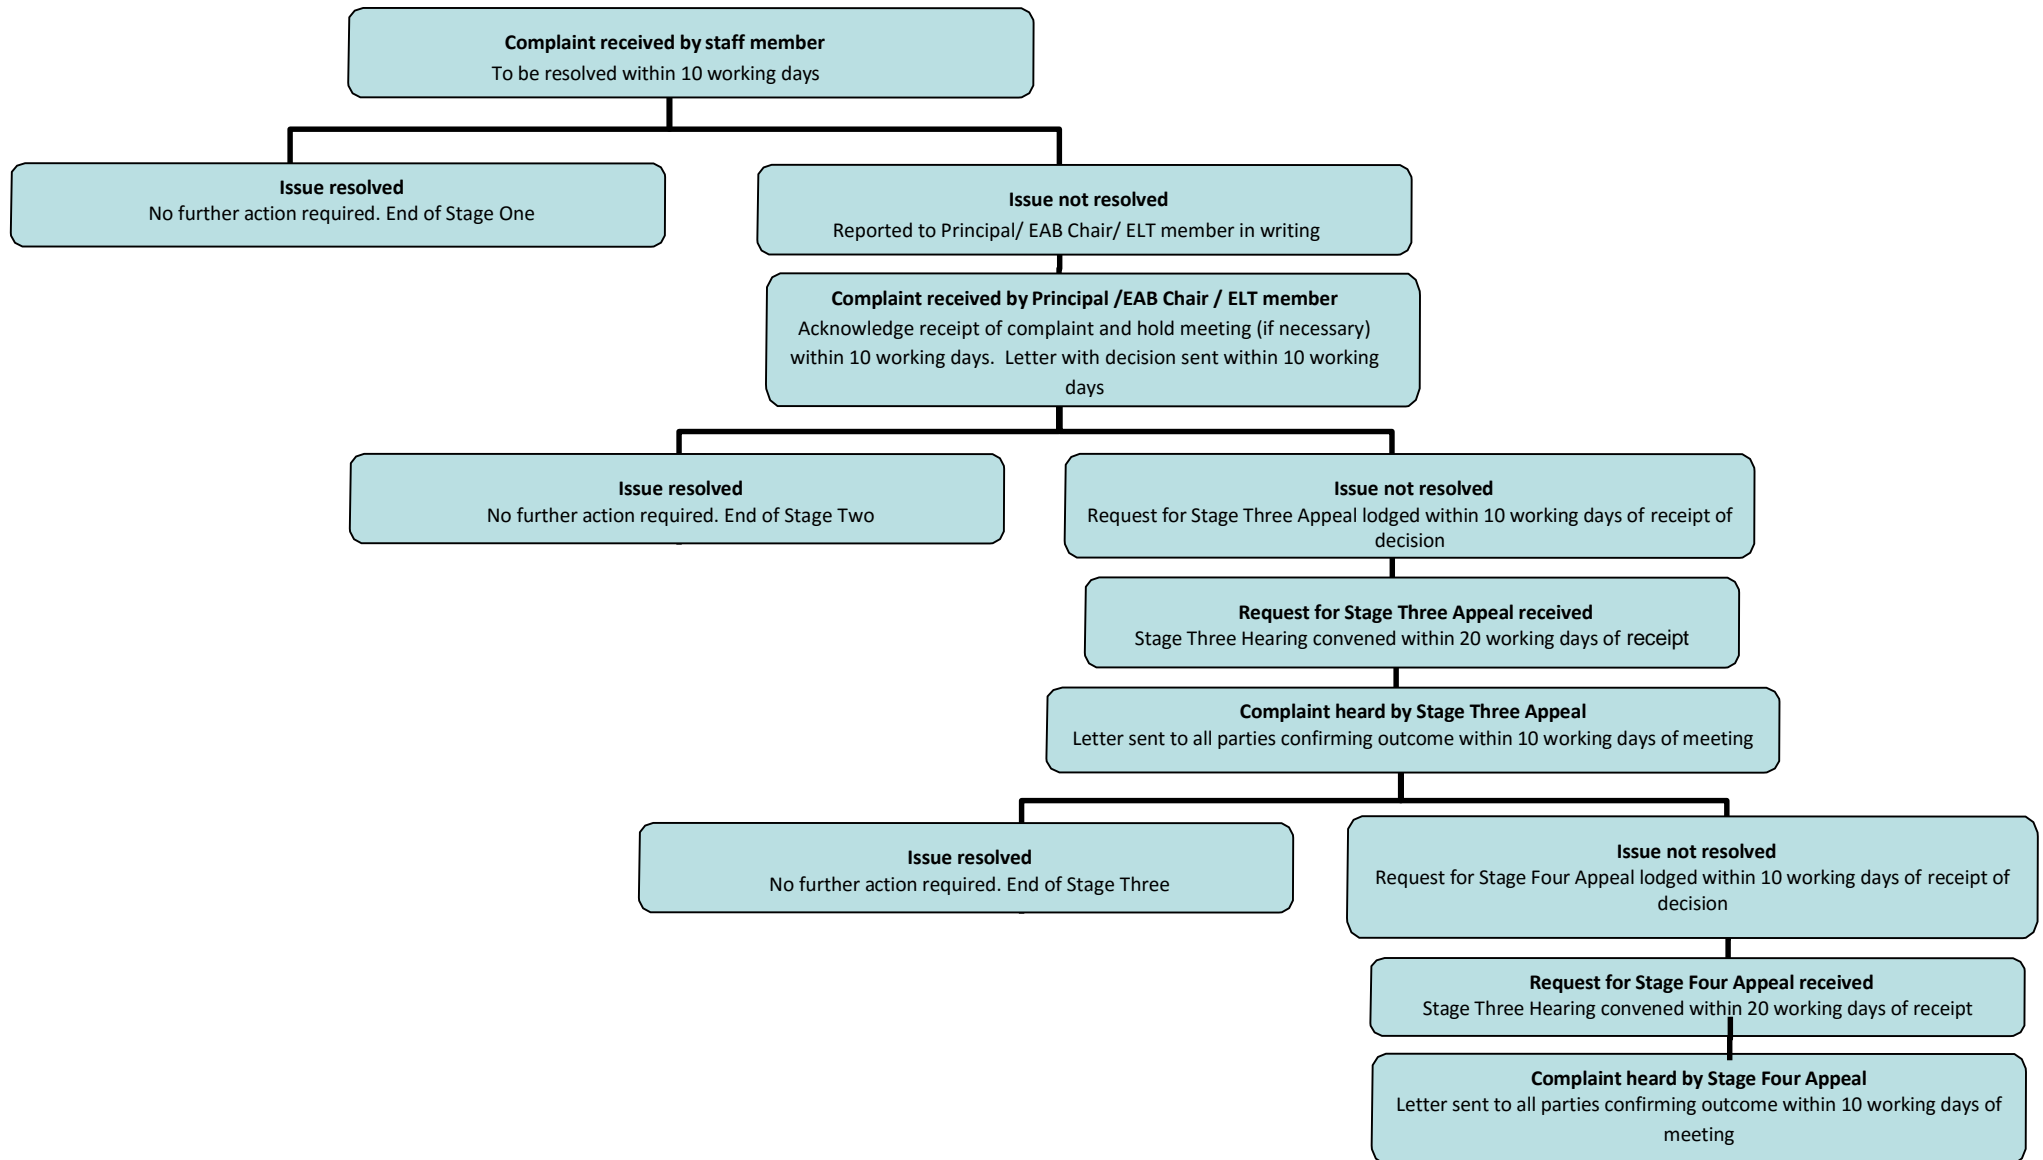 Complaint received by staff member
To be resolved within 10 working days
Issue resolved
No further action required. End of Stage One
Issue not resolved
Reported to Principal/ EAB Chair/ ELT member in writing
Complaint received by Principal /EAB Chair / ELT member
Acknowledge receipt of complaint and hold meeting (if necessary)
within 10 working days.  Letter with decision sent within 10 working
days
Issue resolved
No further action required. End of Stage Two
Issue not resolved
Request for Stage Three Appeal lodged within 10 working days of receipt of
decision
Request for Stage Three Appeal received
Stage Three Hearing convened within 20 working days of receipt
Complaint heard by Stage Three Appeal
Letter sent to all parties confirming outcome within 10 working days of meeting
Issue resolved
No further action required. End of Stage Three
Issue not resolved
Request for Stage Four Appeal lodged within 10 working days of receipt of
decision
Request for Stage Four Appeal received
Stage Three Hearing convened within 20 working days of receipt
Complaint heard by Stage Four Appeal
Letter sent to all parties confirming outcome within 10 working days of
meeting